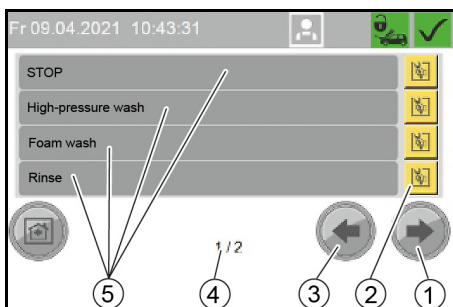 Fr 09.04.2021 10:43:31
STOP
High-pressure wash
Foam wash
Rinse
1/2
5 4 3 2 1